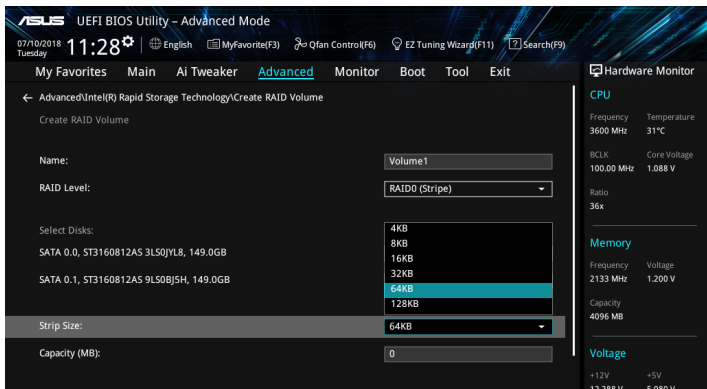 ASUS UEFI BIOS Utility – Advanced Mode
07/10/2018 Tuesday 11:28 English MyFavorite(F3) Qfan Control(F6) EZ Tuning Wizard(F11) ? Search(F9)
My Favorites Main Ai Tweaker Advanced Monitor Boot Tool Exit
Hardware Monitor
← Advanced\Intel(R) Rapid Storage Technology\Create RAID Volume
Create RAID Volume
Name: Volume1
RAID Level: RAID0 (Stripe)
Select Disks:
SATA 0.0, ST3160812AS 3LS0JYL8, 149.0GB
SATA 0.1, ST3160812AS 9LS0BJ5H, 149.0GB
4KB
8KB
16KB
32KB
64KB
128KB
Strip Size: 64KB
Capacity (MB): 0
CPU
Frequency Temperature
3600 MHz 31°C
BCLK Core Voltage
100.00 MHz 1.088 V
Ratio
36x
Memory
Frequency Voltage
2133 MHz 1.200 V
Capacity
4096 MB
Voltage
+12V +5V
12.288 V 5.080 V